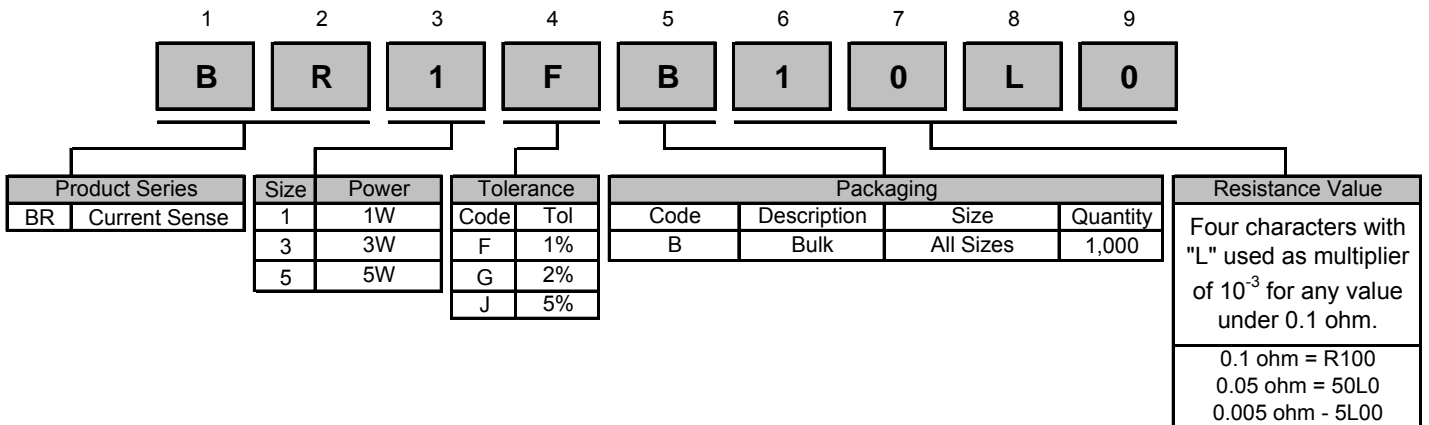 1 2 3 4 5 6 7 8 9
B R 1 F B 1 0 L 0
Product Series
BR Current Sense
Size Power
1 1W
3 3W
5 5W
Tolerance
Code Tol
F 1%
G 2%
J 5%
Packaging
Code Description Size Quantity
B Bulk All Sizes 1,000
Resistance Value
Four characters with
"L" used as multiplier
of 10⁻³ for any value
under 0.1 ohm.
0.1 ohm = R100
0.05 ohm = 50L0
0.005 ohm - 5L00